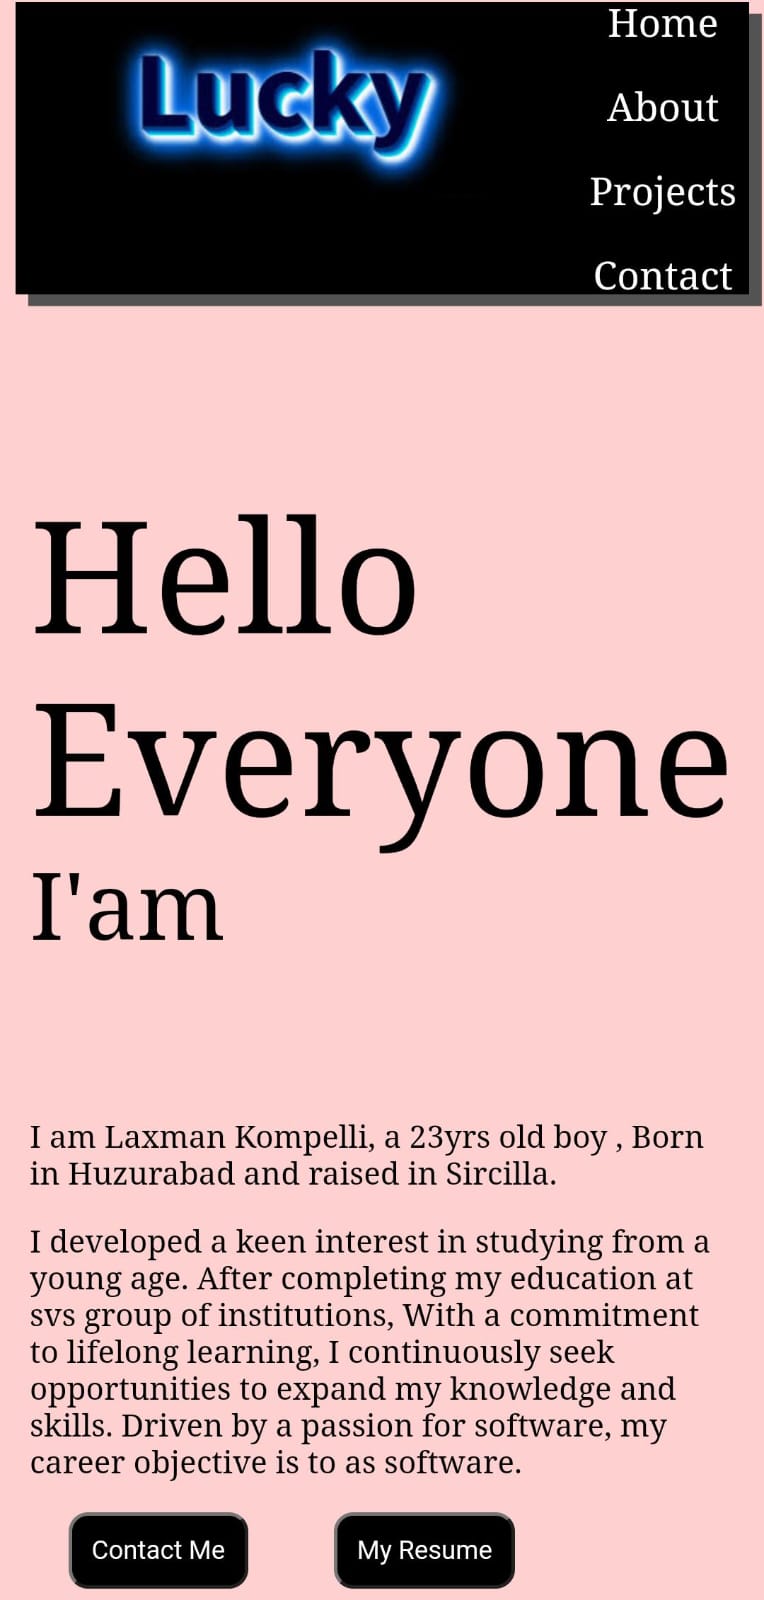 Lucky
Home
About
Projects
Contact
Hello
Everyone
I'am
I am Laxman Kompelli, a 23yrs old boy , Born
in Huzurabad and raised in Sircilla.
I developed a keen interest in studying from a
young age. After completing my education at
svs group of institutions, With a commitment
to lifelong learning, I continuously seek
opportunities to expand my knowledge and
skills. Driven by a passion for software, my
career objective is to as software.
Contact Me
My Resume